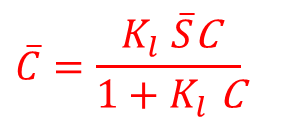 C̄ = (K_l S̄ C) / (1 + K_l C)